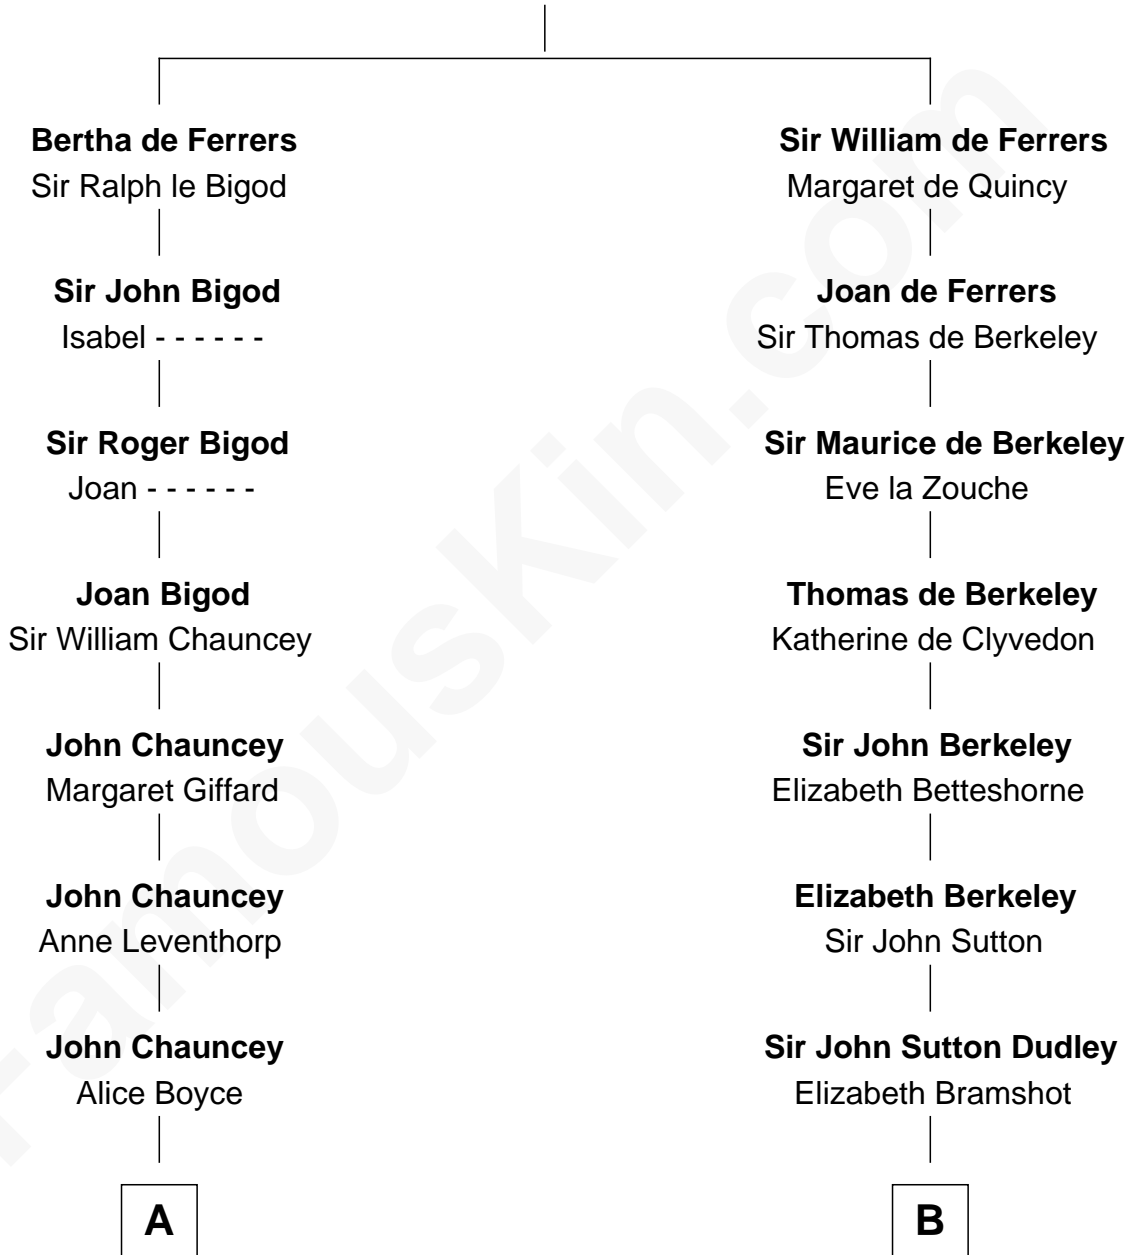 Bertha de Ferrers
Sir Ralph le Bigod
Sir John Bigod
Isabel - - - - - -
Sir Roger Bigod
Joan - - - - - -
Joan Bigod
Sir William Chauncey
John Chauncey
Margaret Giffard
John Chauncey
Anne Leventhorp
John Chauncey
Alice Boyce
A
Sir William de Ferrers
Margaret de Quincy
Joan de Ferrers
Sir Thomas de Berkeley
Sir Maurice de Berkeley
Eve la Zouche
Thomas de Berkeley
Katherine de Clyvedon
Sir John Berkeley
Elizabeth Betteshorne
Elizabeth Berkeley
Sir John Sutton
Sir John Sutton Dudley
Elizabeth Bramshot
B
FamousKin.com